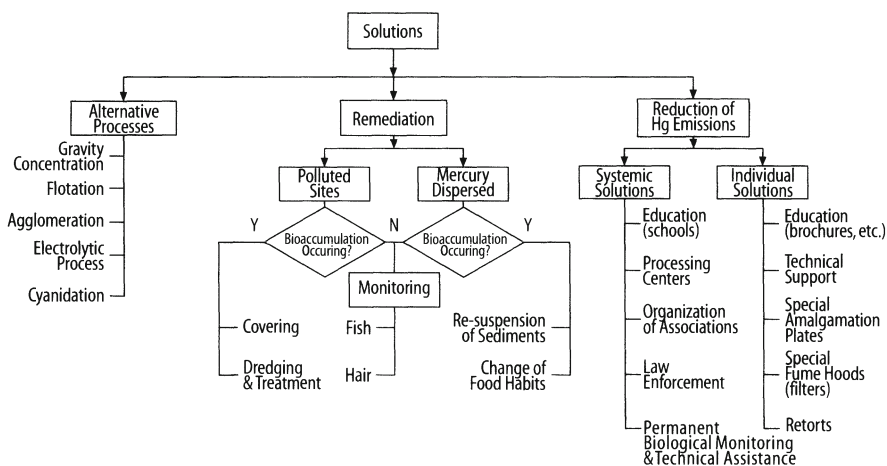 Solutions
Alternative
Processes
Remediation
Reduction of
Hg Emissions
Gravity
Concentration
Flotation
Agglomeration
Electrolytic
Process
Cyanidation
Polluted
Sites
Mercury
Dispersed
Y
Bioaccumulation
Occuring?
N
Bioaccumulation
Occuring?
Y
Monitoring
Covering
Dredging
& Treatment
Fish
Hair
Re-suspension
of Sediments
Change of
Food Habits
Systemic
Solutions
Education
(schools)
Processing
Centers
Organization
of Associations
Law
Enforcement
Permanent
Biological Monitoring
& Technical Assistance
Individual
Solutions
Education
(brochures, etc.)
Technical
Support
Special
Amalgamation
Plates
Special
Fume Hoods
(filters)
Retorts